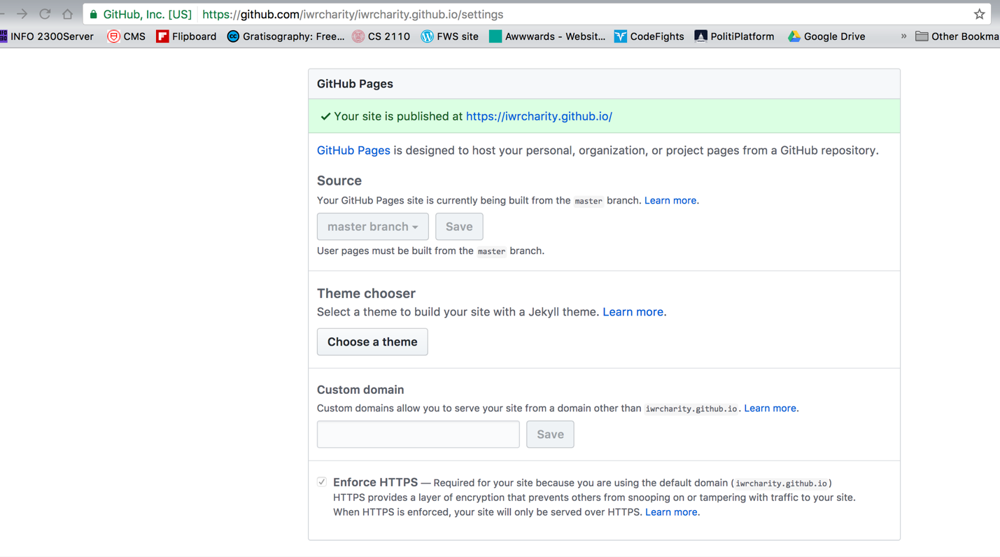 GitHub, Inc. [US] https://github.com/iwrcharity/iwrcharity.github.io/settings
INFO 2300Server CMS Flipboard Gratisography: Free... CS 2110 FWS site Awwwards - Websit... CodeFights PolitiPlatform Google Drive » Other Bookma
GitHub Pages
Your site is published at https://iwrcharity.github.io/
GitHub Pages is designed to host your personal, organization, or project pages from a GitHub repository.
Source
Your GitHub Pages site is currently being built from the master branch. Learn more.
master branch Save
User pages must be built from the master branch.
Theme chooser
Select a theme to build your site with a Jekyll theme. Learn more.
Choose a theme
Custom domain
Custom domains allow you to serve your site from a domain other than iwrcharity.github.io. Learn more.
Save
Enforce HTTPS — Required for your site because you are using the default domain (iwrcharity.github.io)
HTTPS provides a layer of encryption that prevents others from snooping on or tampering with traffic to your site.
When HTTPS is enforced, your site will only be served over HTTPS. Learn more.